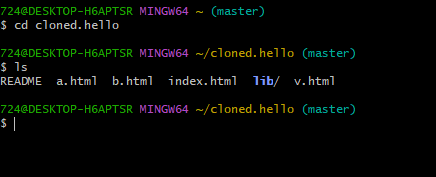 724@DESKTOP-H6APTSR MINGW64 ~ (master)
$ cd cloned.hello
724@DESKTOP-H6APTSR MINGW64 ~/cloned.hello (master)
$ ls
README  a.html  b.html  index.html  lib/  v.html
724@DESKTOP-H6APTSR MINGW64 ~/cloned.hello (master)
$